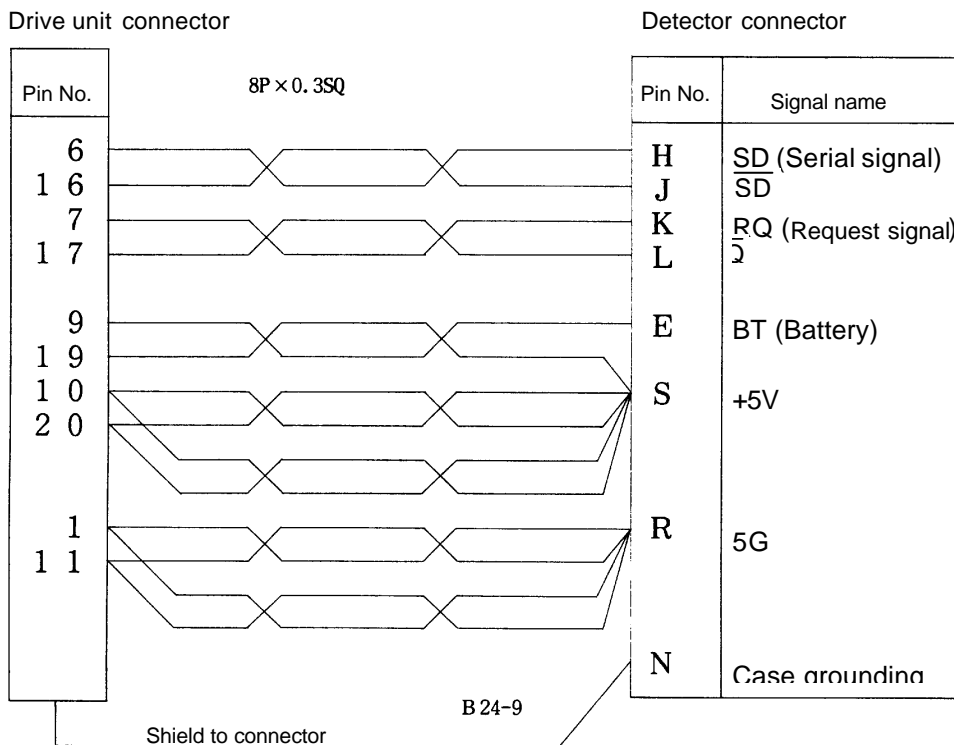 Drive unit connector
Detector connector
Pin No.
8P×0.3SQ
Pin No.
Signal name
6
H
SD (Serial signal)
16
J
SD
7
K
RQ (Request signal)
17
L
Q
9
E
BT (Battery)
19
10
S
+5V
20
1
R
5G
11
N
Case grounding
B24-9
Shield to connector